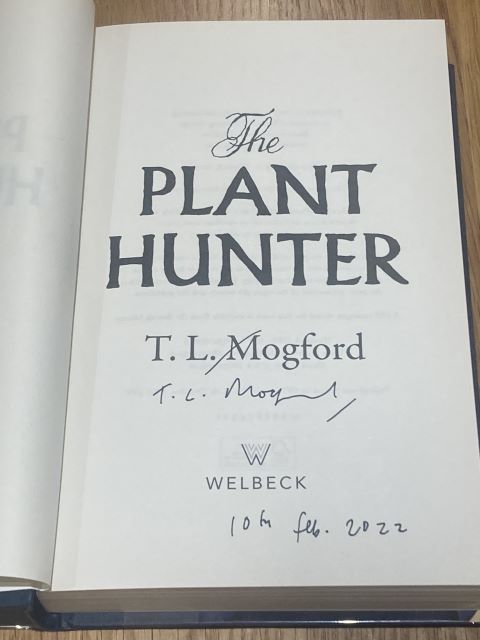 The
PLANT
HUNTER
T. L. Mogford
T. L. Mogford
WELBECK
10th Feb. 2022